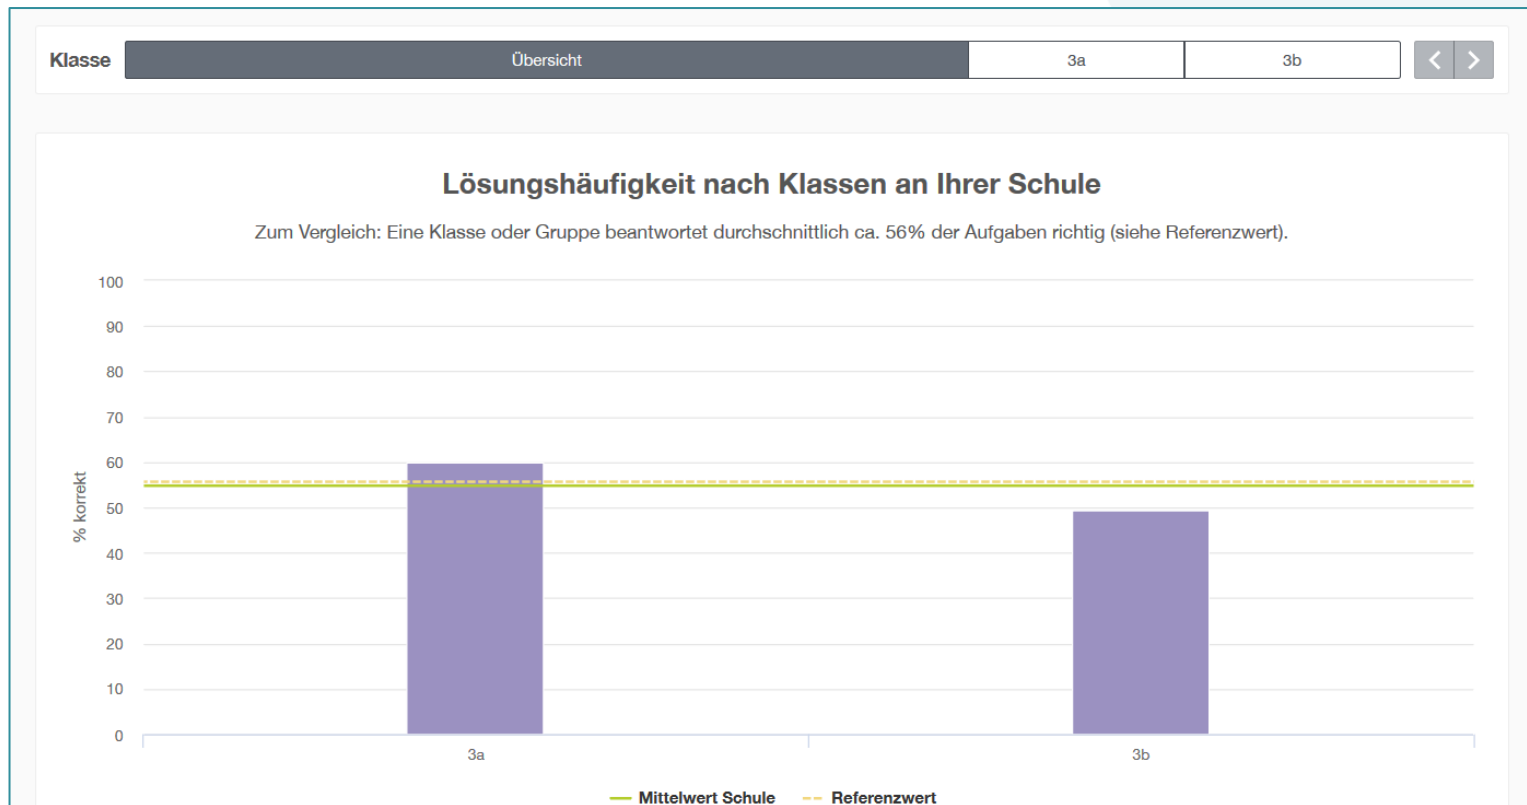 Klasse Übersicht 3a 3b
Lösungshäufigkeit nach Klassen an Ihrer Schule
Zum Vergleich: Eine Klasse oder Gruppe beantwortet durchschnittlich ca. 56% der Aufgaben richtig (siehe Referenzwert).
100
90
80
70
60
50
40
30
20
10
0
% korrekt
3a 3b
Mittelwert Schule Referenzwert